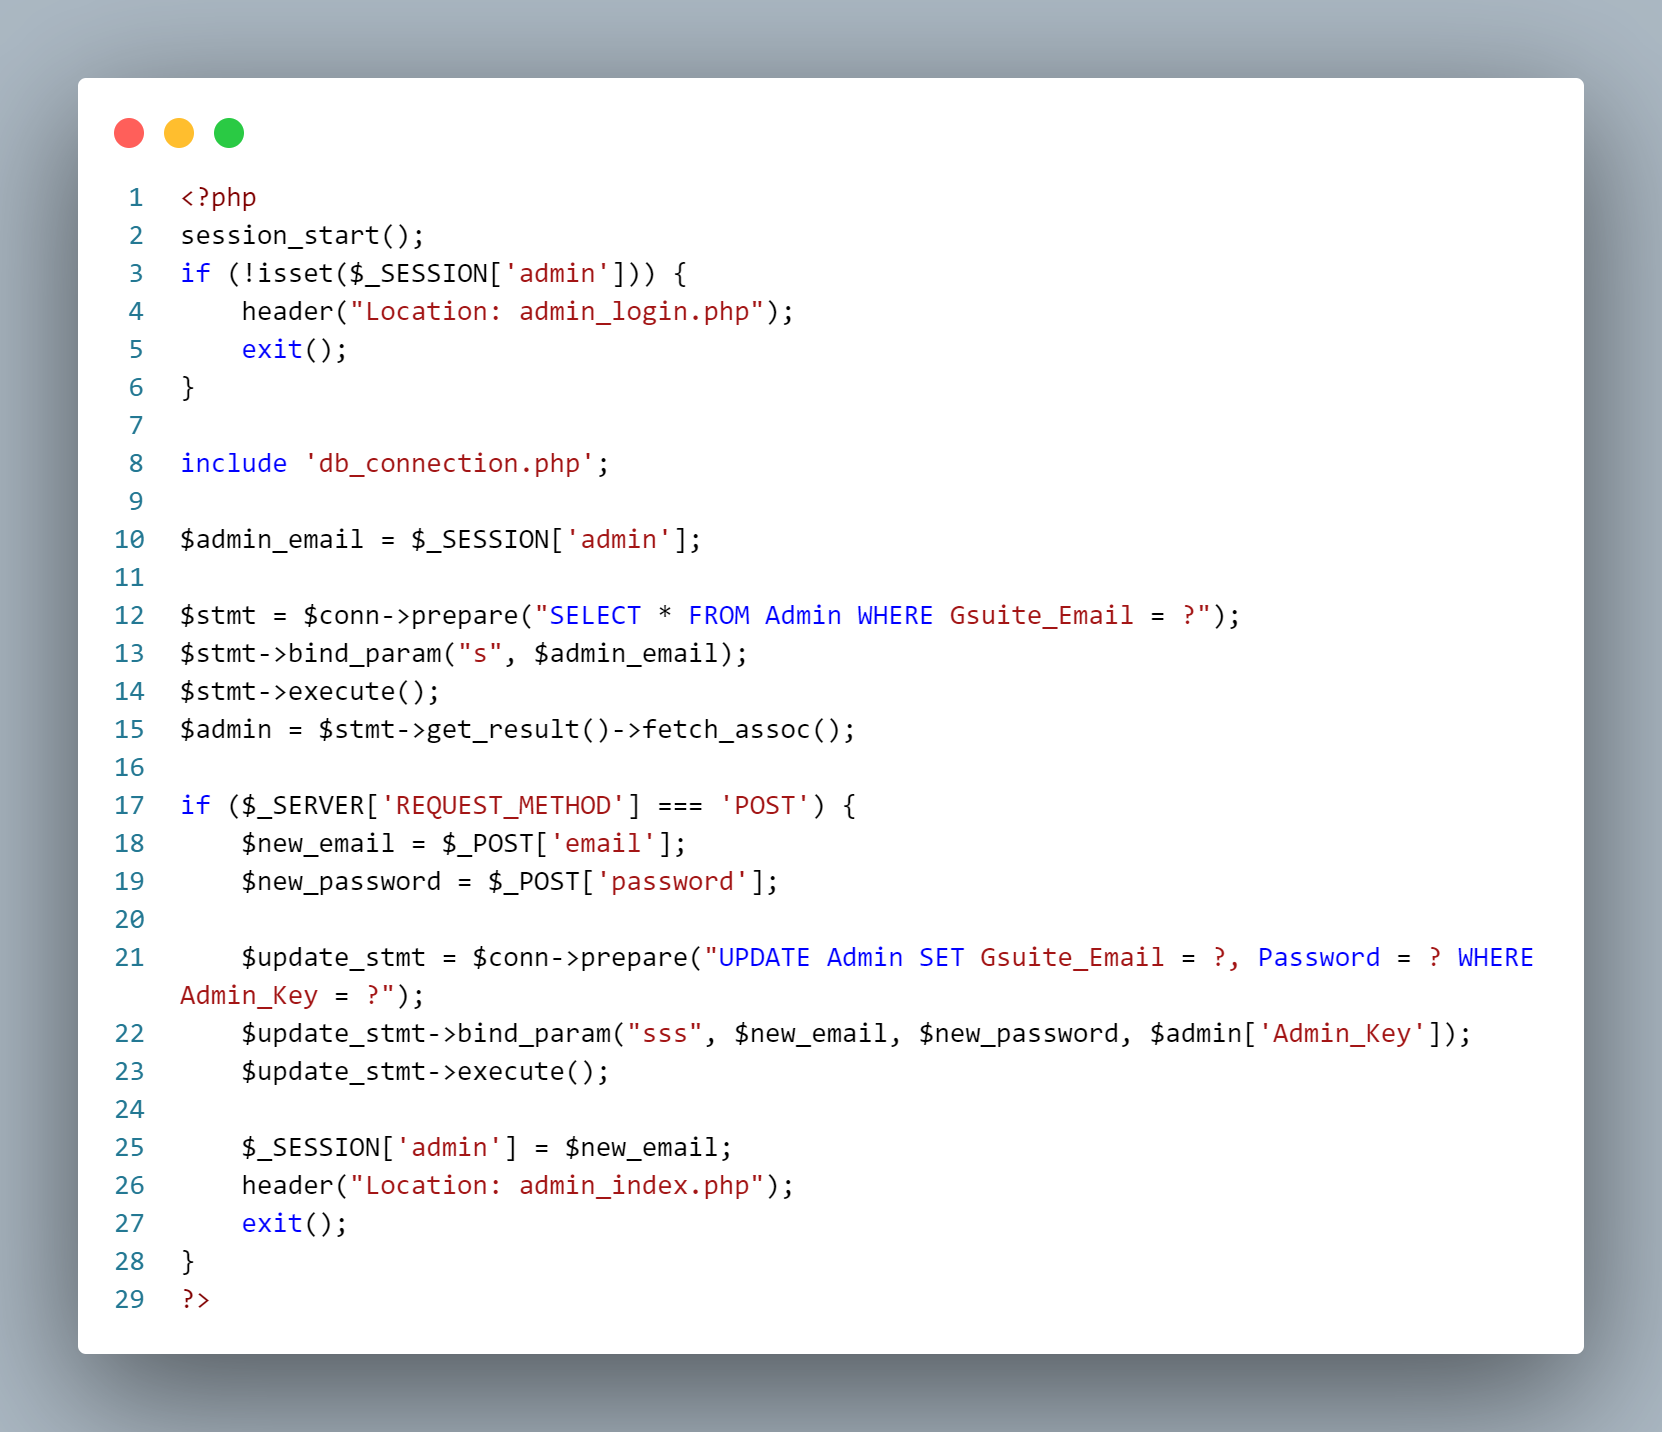 1 <?php
2 session_start();
3 if (!isset($_SESSION['admin'])) {
4     header("Location: admin_login.php");
5     exit();
6 }
7
8 include 'db_connection.php';
9
10 $admin_email = $_SESSION['admin'];
11
12 $stmt = $conn->prepare("SELECT * FROM Admin WHERE Gsuite_Email = ?");
13 $stmt->bind_param("s", $admin_email);
14 $stmt->execute();
15 $admin = $stmt->get_result()->fetch_assoc();
16
17 if ($_SERVER['REQUEST_METHOD'] === 'POST') {
18     $new_email = $_POST['email'];
19     $new_password = $_POST['password'];
20
21     $update_stmt = $conn->prepare("UPDATE Admin SET Gsuite_Email = ?, Password = ? WHERE
Admin_Key = ?");
22     $update_stmt->bind_param("sss", $new_email, $new_password, $admin['Admin_Key']);
23     $update_stmt->execute();
24
25     $_SESSION['admin'] = $new_email;
26     header("Location: admin_index.php");
27     exit();
28 }
29 ?>